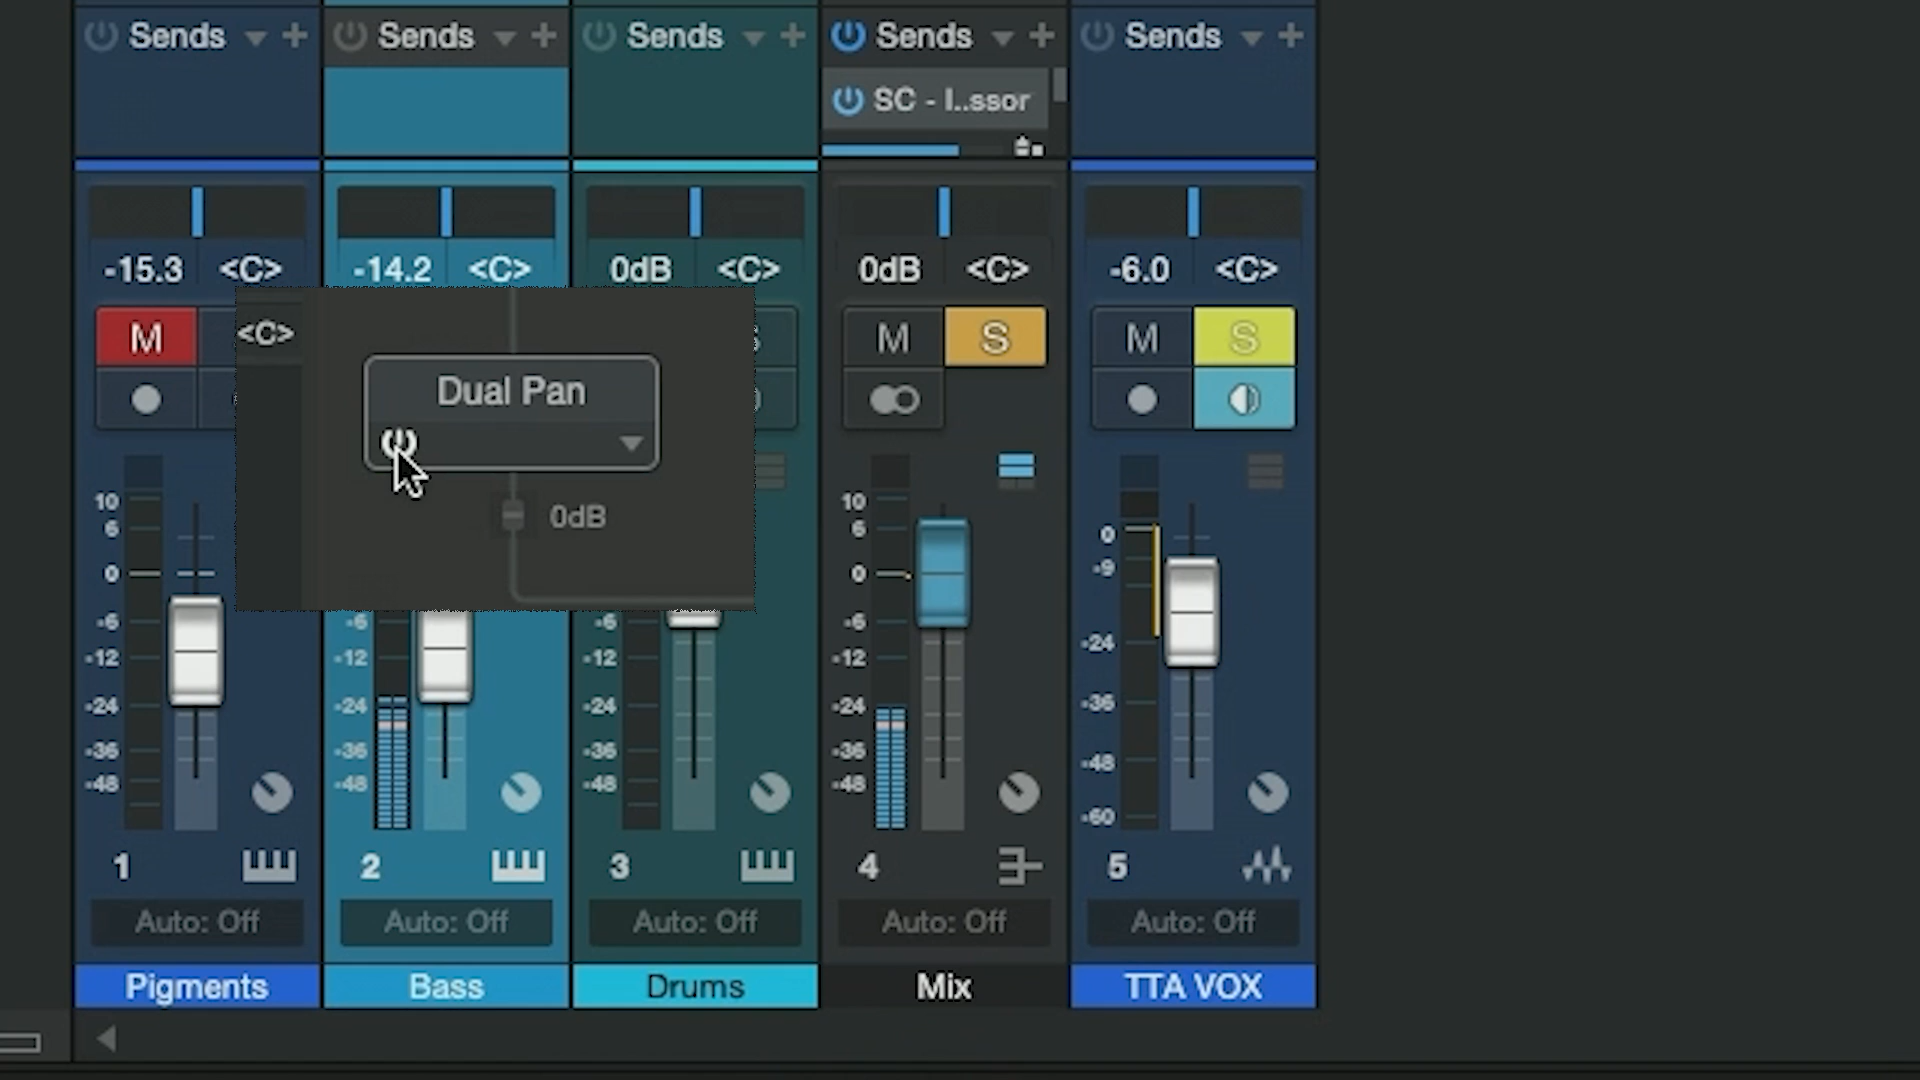 Sends Sends Sends Sends Sends
SC - I..ssor
-15.3 <C> -14.2 <C> 0dB <C> 0dB <C> -6.0 <C>
M <C> M S M S
Dual Pan
0dB
10 10
6 6 0
0 0 -9
-6 -6 -6 -6
-12 -12 -12 -12 -24
-24 -24 -24 -24 -36
-36 -36 -36 -36 -48
-48 -48 -48 -48 -60
1 2 3 4 5
Auto: Off Auto: Off Auto: Off Auto: Off Auto: Off
Pigments Bass Drums Mix TTA VOX